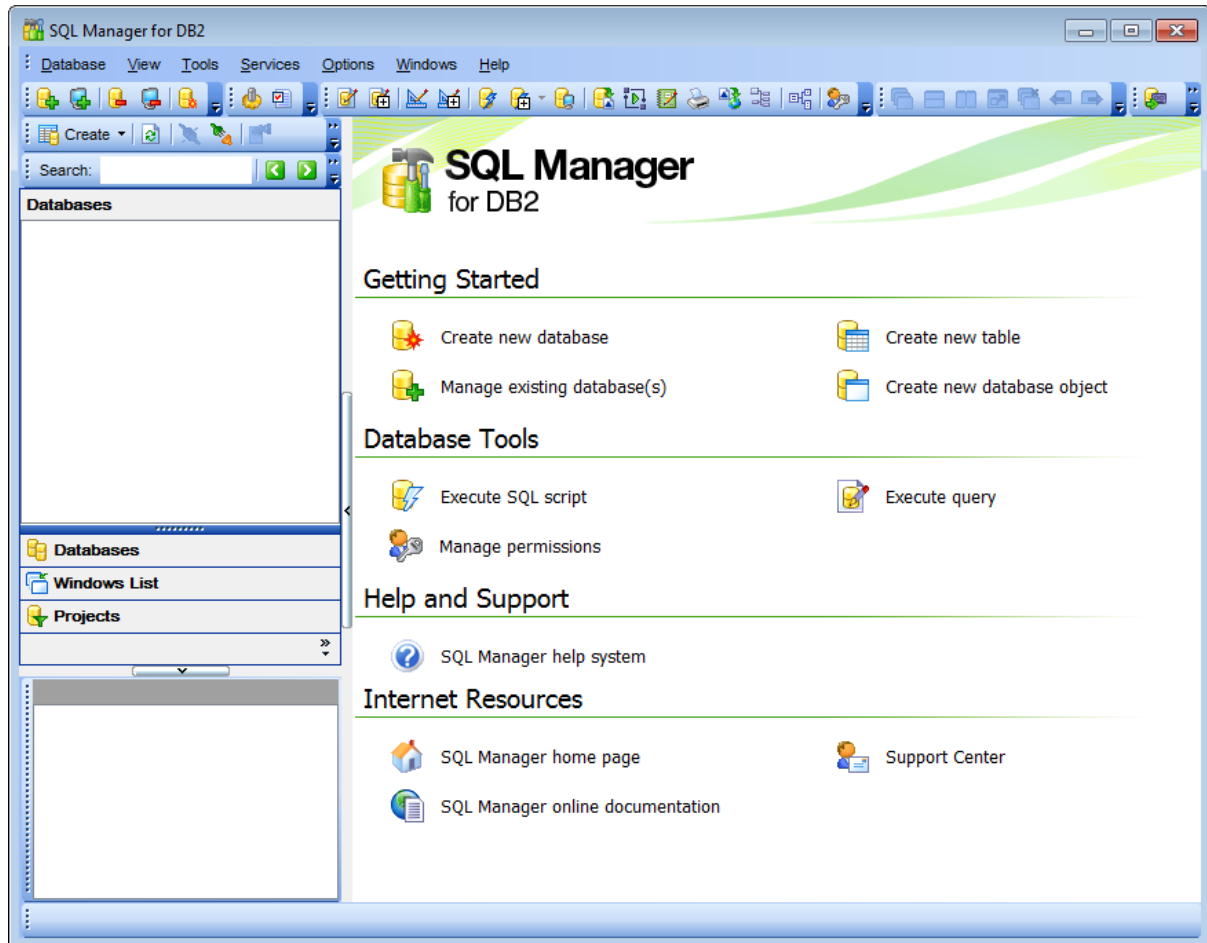 SQL Manager for DB2
Database View Tools Services Options Windows Help
Create
Search:
Databases
SQL Manager
for DB2
Getting Started
Create new database Create new table
Manage existing database(s) Create new database object
Database Tools
Execute SQL script Execute query
Manage permissions
Databases
Windows List
Projects
Help and Support
SQL Manager help system
Internet Resources
SQL Manager home page Support Center
SQL Manager online documentation